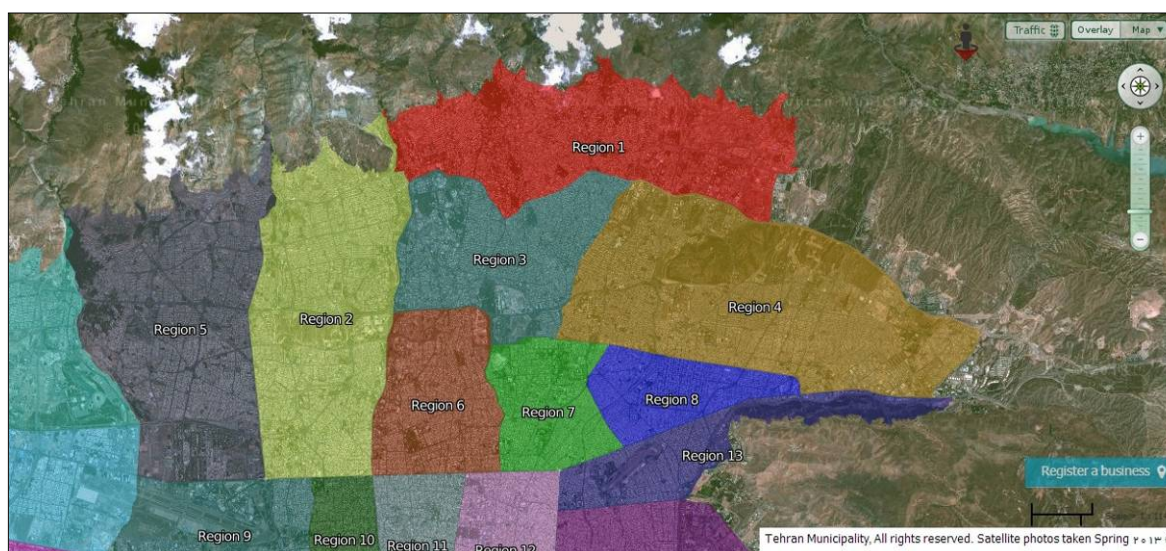 Traffic
Overlay
Map
Tehran Municipality
Region 1
Region 3
Region 4
Region 5
Region 2
Region 6
Region 7
Region 8
Region 13
Register a business
Region 9
Region 10
Region 11
Region 12
Tehran Municipality, All rights reserved. Satellite photos taken Spring ۲۰۱۳